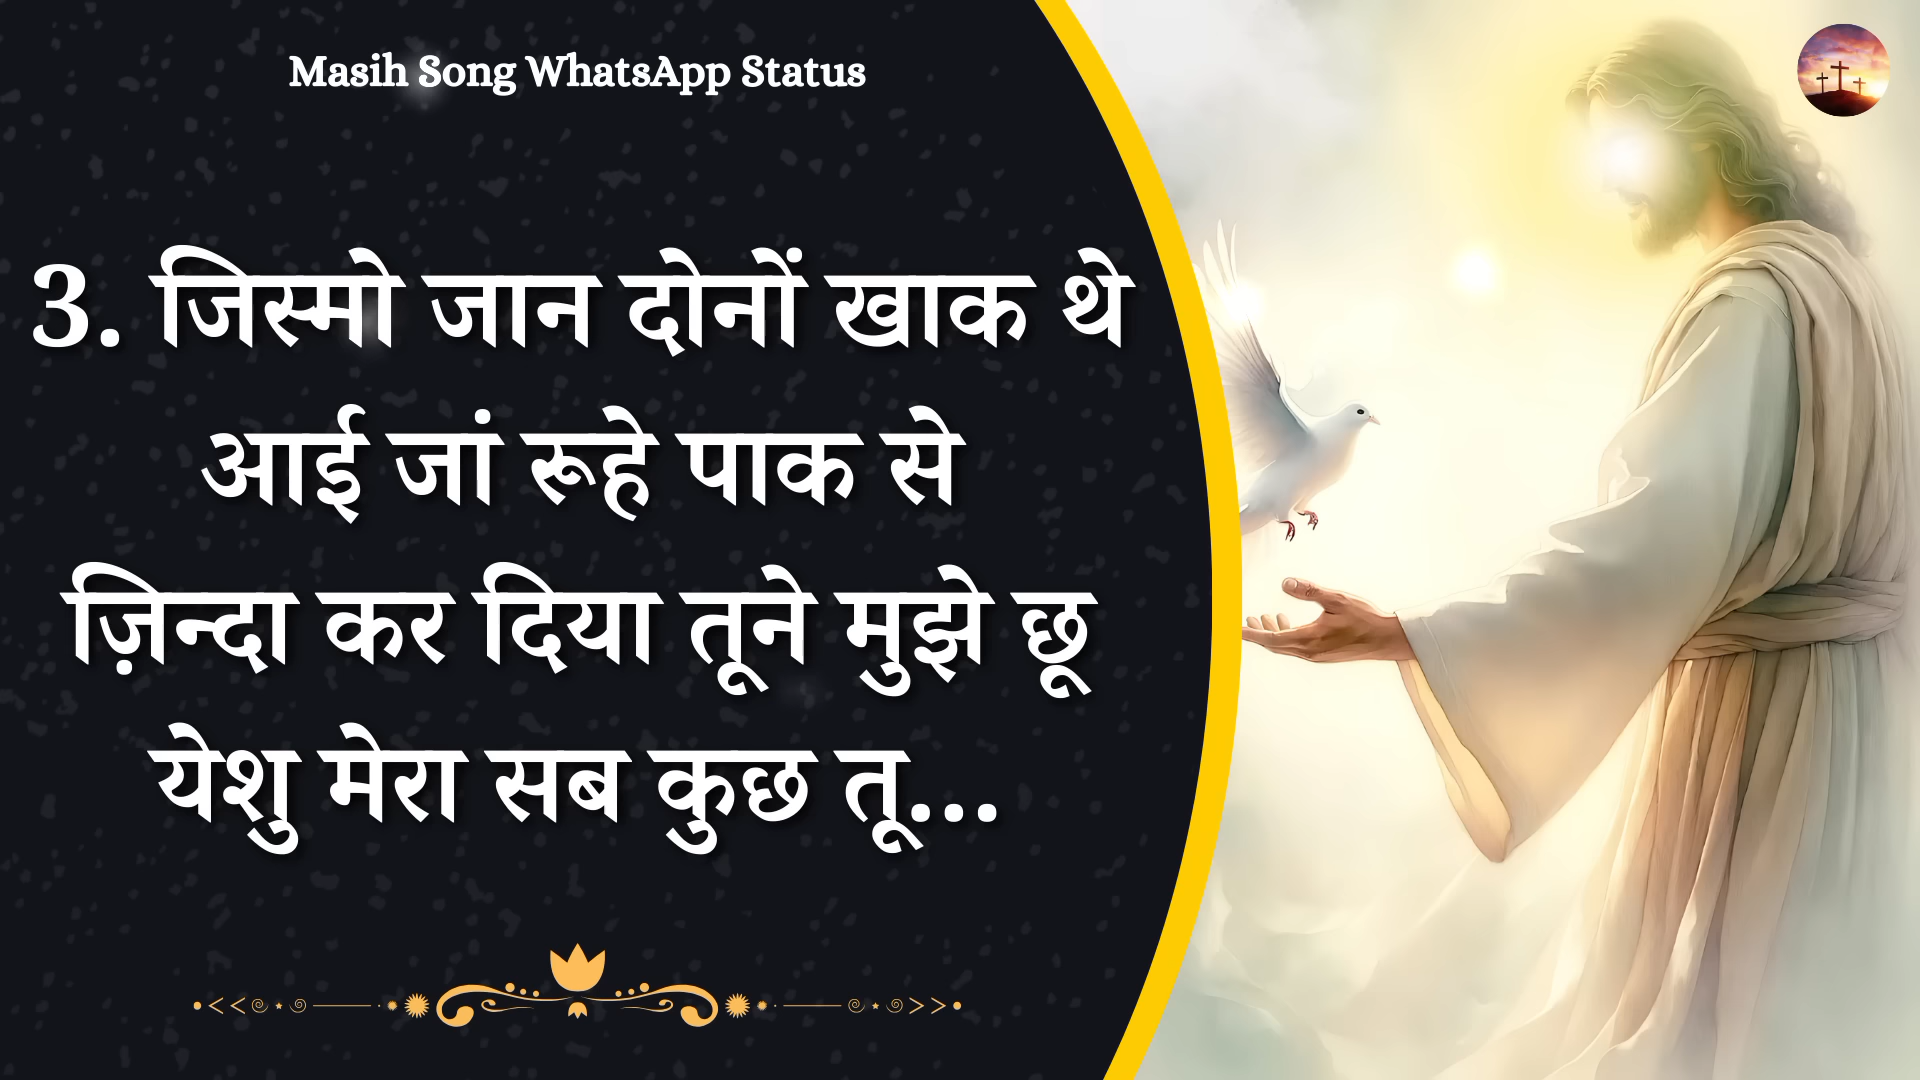 Masih Song WhatsApp Status
3. जिस्मो जान दोनों खाक थे
आई जां रूहे पाक से
ज़िन्दा कर दिया तूने मुझे छू
येशु मेरा सब कुछ तू...